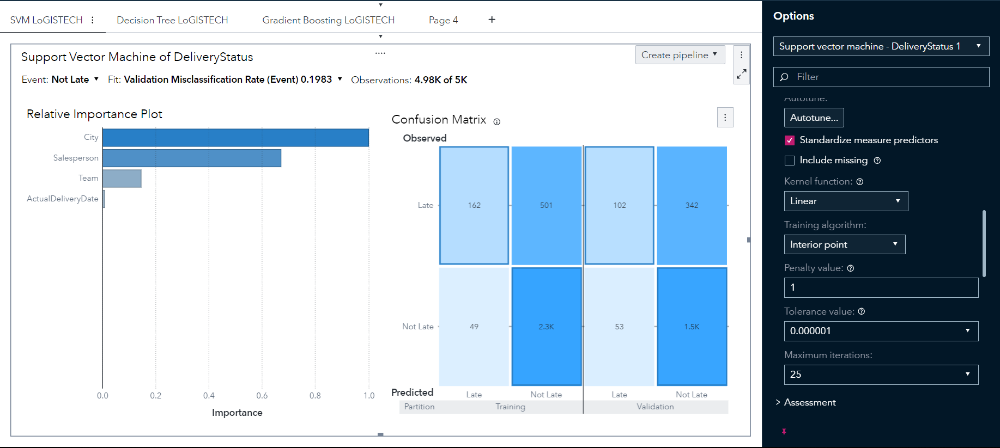 SVM LoGISTECH
Decision Tree LoGISTECH
Gradient Boosting LoGISTECH
Page 4
+
Support Vector Machine of DeliveryStatus
Create pipeline
Event: Not Late Fit: Validation Misclassification Rate (Event) 0.1983 Observations: 4.98K of 5K
Relative Importance Plot
City
Salesperson
Team
ActualDeliveryDate
0.0 0.2 0.4 0.6 0.8 1.0
Importance
Confusion Matrix
Observed
Late 162 501 102 342
Not Late 49 2.3K 53 1.5K
Predicted Late Not Late Late Not Late
Partition Training Validation
Options
Support vector machine - DeliveryStatus 1
Filter
Autotune:
Autotune...
Standardize measure predictors
Include missing
Kernel function:
Linear
Training algorithm:
Interior point
Penalty value:
1
Tolerance value:
0.000001
Maximum iterations:
25
> Assessment